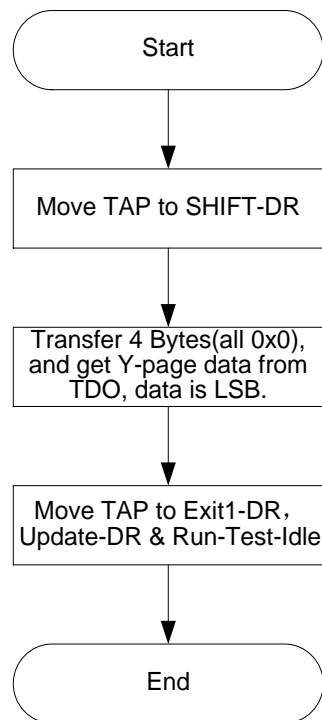 Start
Move TAP to SHIFT-DR
Transfer 4 Bytes(all 0x0),
and get Y-page data from
TDO, data is LSB.
Move TAP to Exit1-DR，
Update-DR & Run-Test-Idle
End